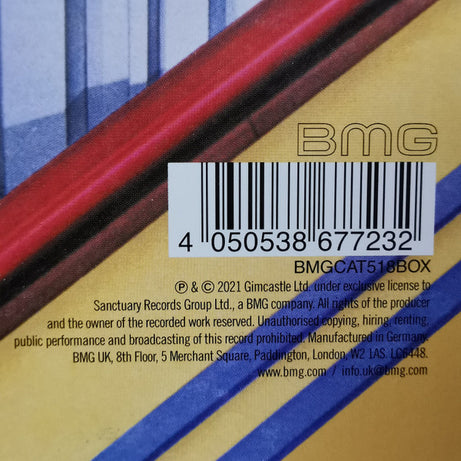 BMG
4 050538 677232
BMGCAT518BOX
℗ & © 2021 Gimcastle Ltd. under exclusive license to
Sanctuary Records Group Ltd., a BMG company. All rights of the producer
and the owner of the recorded work reserved. Unauthorised copying, hiring, renting,
public performance and broadcasting of this record prohibited. Manufactured in Germany.
BMG UK, 8th Floor, 5 Merchant Square, Paddington, London, W2 1AS. LC6448.
www.bmg.com / info.uk@bmg.com